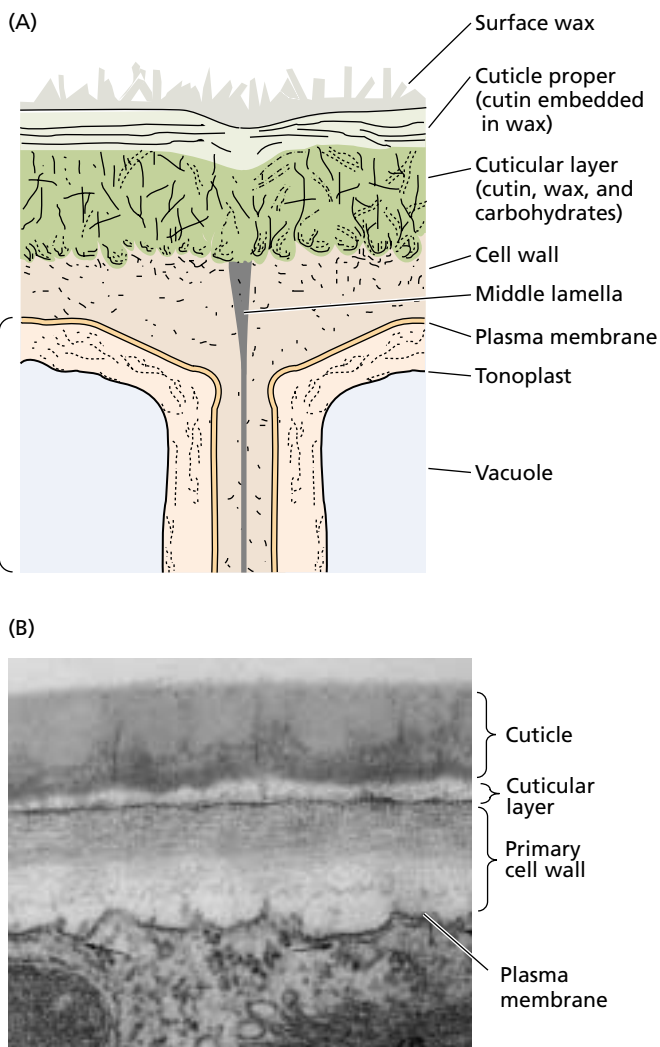 (A)
Surface wax
Cuticle proper
(cutin embedded
in wax)
Cuticular layer
(cutin, wax, and
carbohydrates)
Cell wall
Middle lamella
Plasma membrane
Tonoplast
Vacuole
(B)
Cuticle
Cuticular
layer
Primary
cell wall
Plasma
membrane